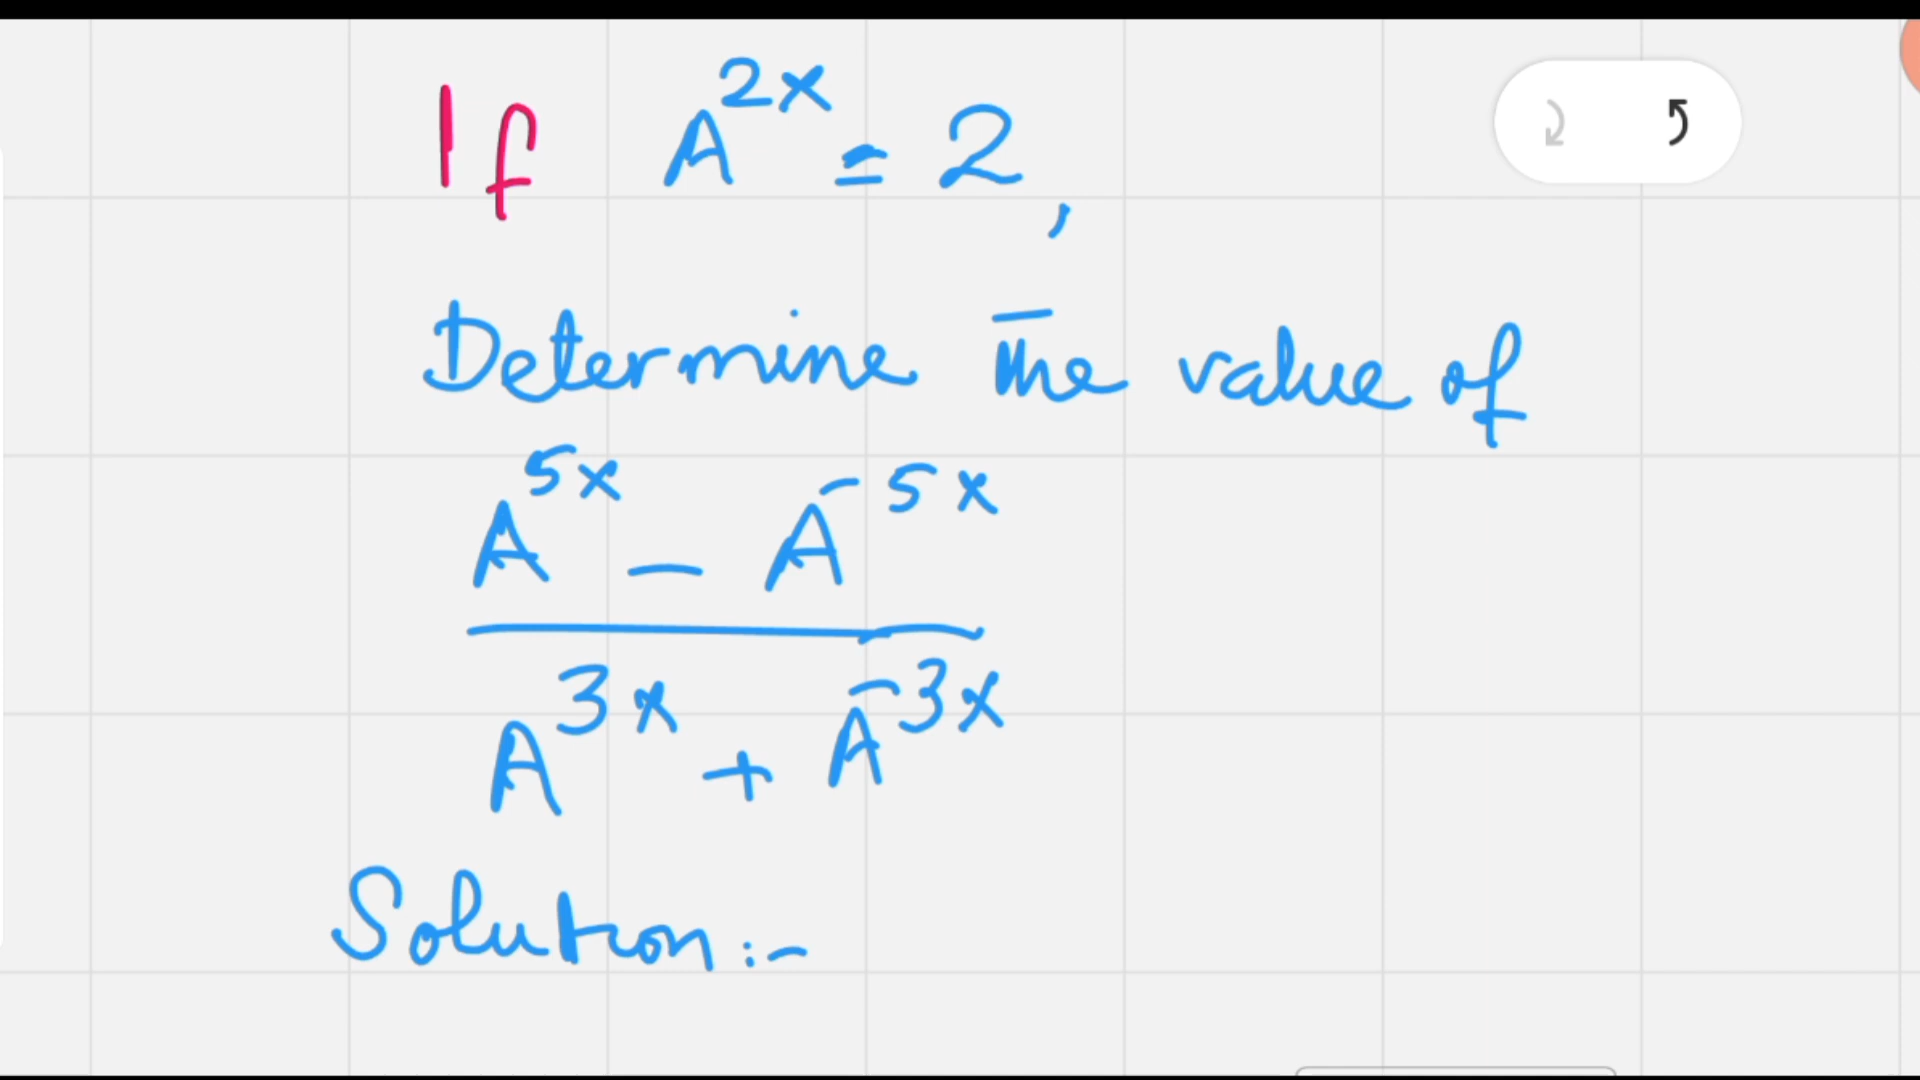 If A^{2x} = 2,
Determine the value of
A^{5x} - A^{-5x}
A^{3x} + A^{-3x}
Solution:-